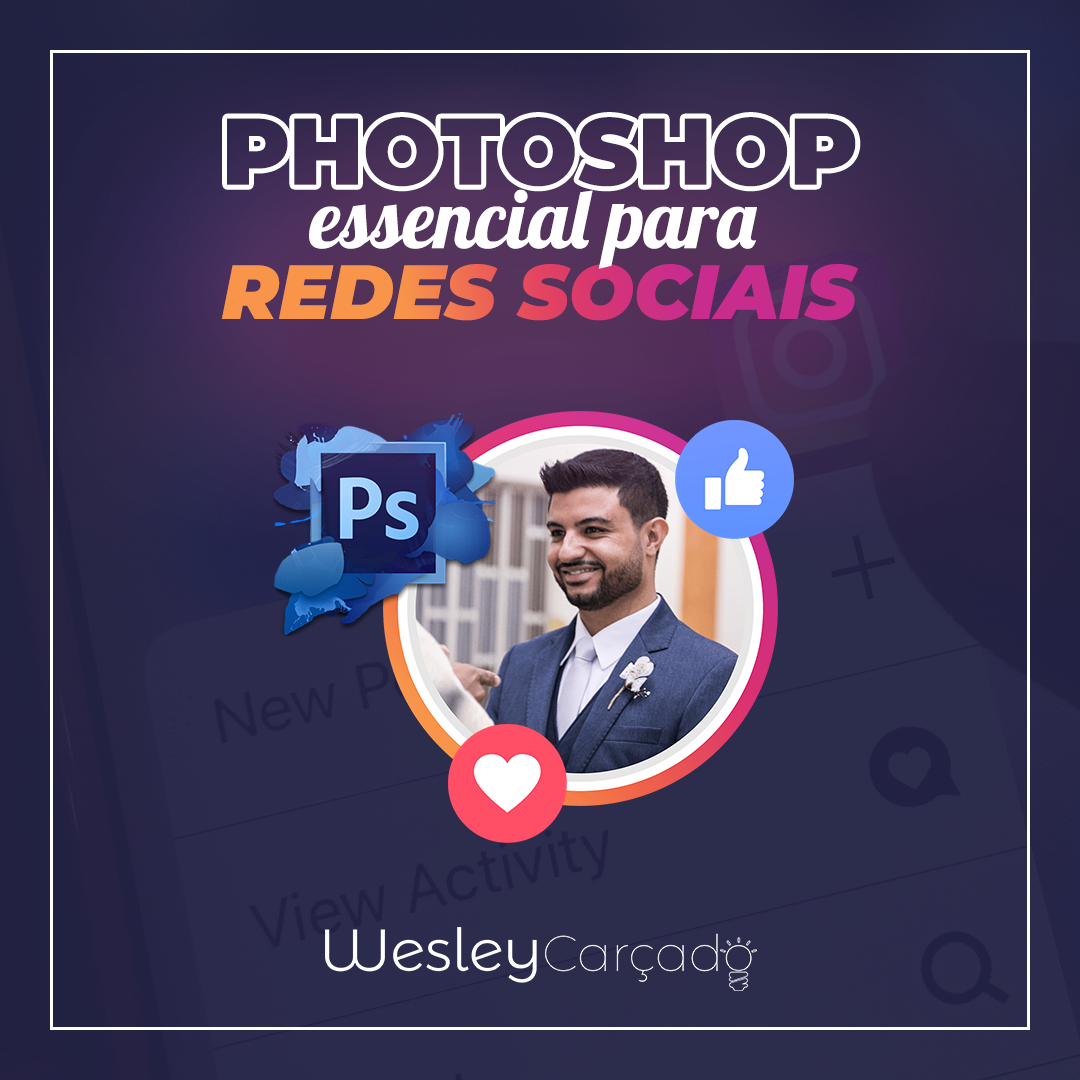 PHOTOSHOP
essencial para
REDES SOCIAIS
Ps
New P
View Activity
WesleyCarçado